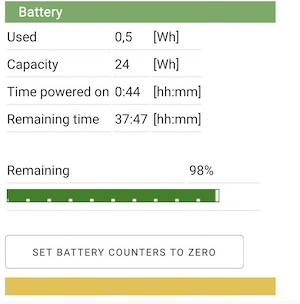 Battery
Used 0,5 [Wh]
Capacity 24 [Wh]
Time powered on 0:44 [hh:mm]
Remaining time 37:47 [hh:mm]
Remaining 98%
SET BATTERY COUNTERS TO ZERO